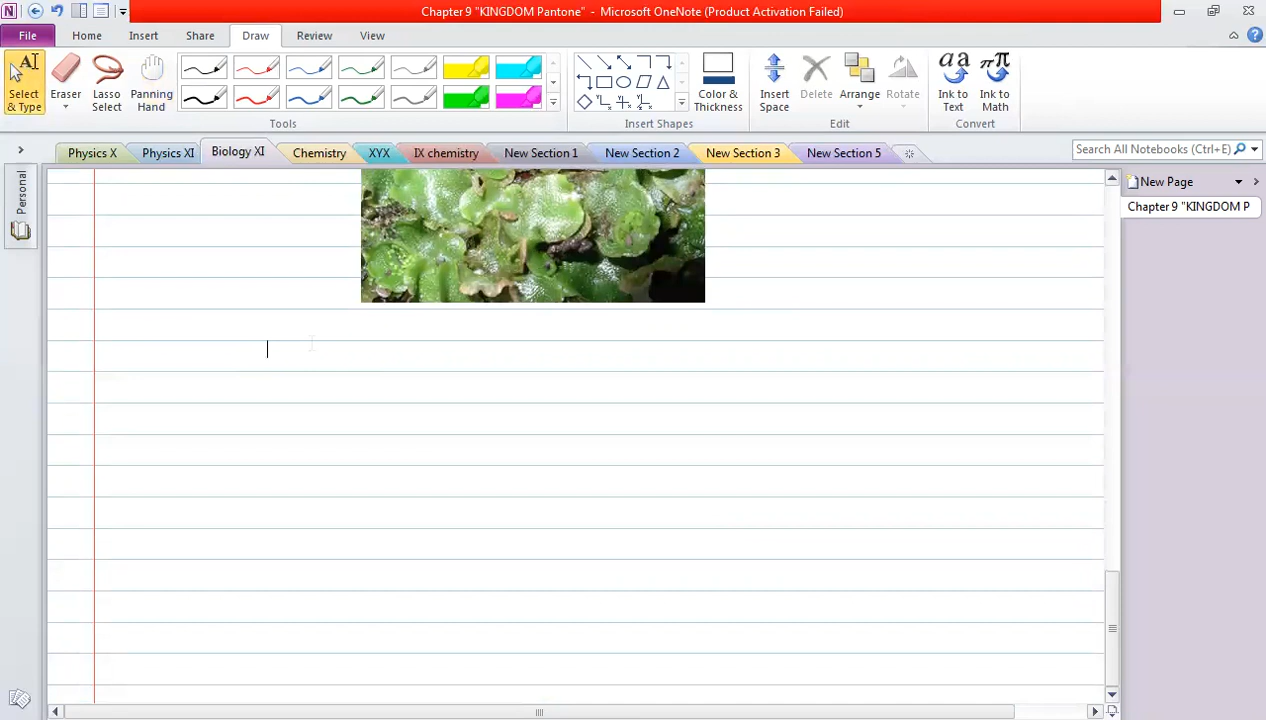 Chapter 9 "KINGDOM Pantone" - Microsoft OneNote (Product Activation Failed)
File Home Insert Share Draw Review View
Select & Type
Eraser
Lasso Select
Panning Hand
Color & Thickness
Insert Space
Delete
Arrange
Rotate
Ink to Text
Ink to Math
Tools Insert Shapes Edit Convert
Physics X Physics XI Biology XI Chemistry XYX IX chemistry New Section 1 New Section 2 New Section 3 New Section 5 Search All Notebooks (Ctrl+E)
Personal
New Page
Chapter 9 "KINGDOM P